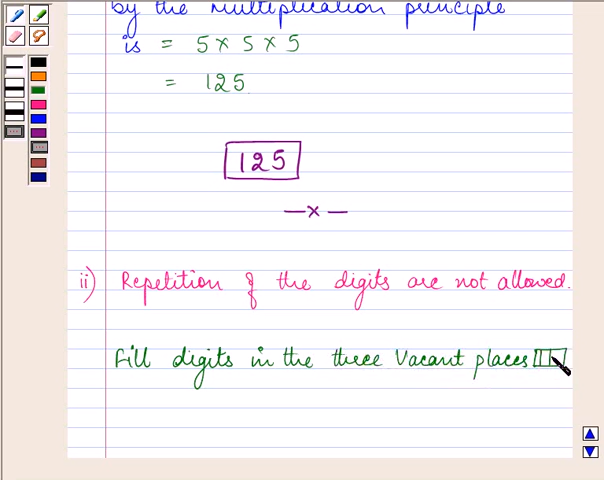 by the multiplication principle
is = 5 × 5 × 5
= 125
125
—×—
ii) Repetition of the digits are not allowed.
Fill digits in the three Vacant places